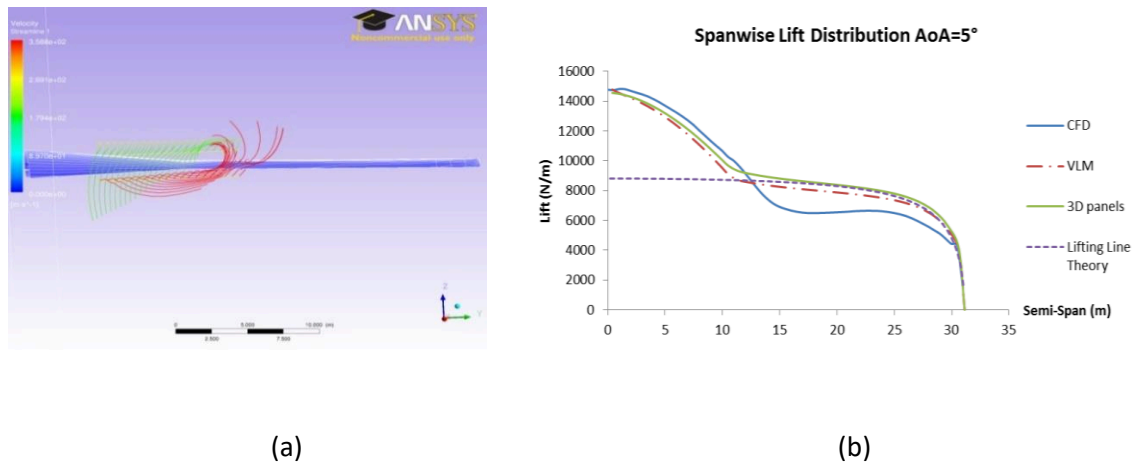 Velocity
Streamline 1
ANSYS
Noncommercial use only
0 5.000 10.000 (m)
2.500 7.500
Z
Y
(a)
Spanwise Lift Distribution AoA=5°
Lift (N/m)
16000
14000
12000
10000
8000
6000
4000
2000
0
0 5 10 15 20 25 30 35
Semi-Span (m)
CFD
VLM
3D panels
Lifting Line
Theory
(b)